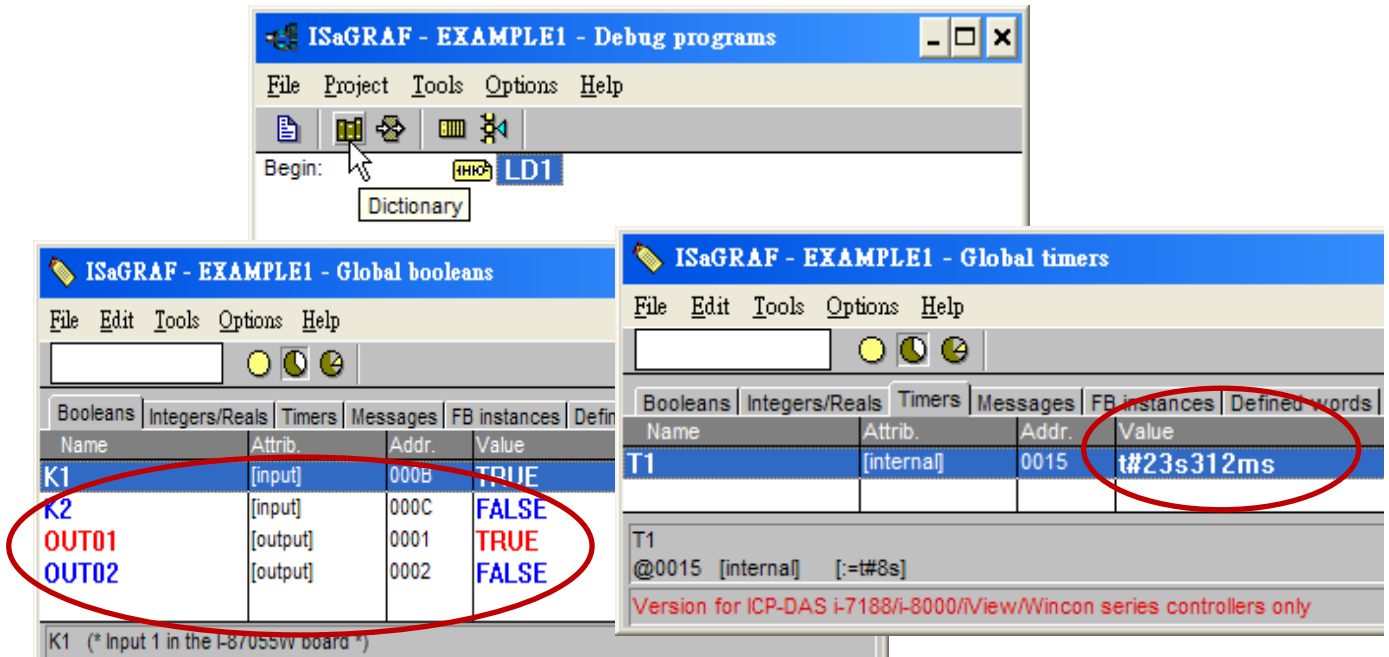 ISaGRAF - EXAMPLE1 - Debug programs
File Project Tools Options Help
Begin: LD1
Dictionary
ISaGRAF - EXAMPLE1 - Global booleans
File Edit Tools Options Help
Booleans Integers/Reals Timers Messages FB instances
Name Attrib. Addr. Value
K1 [input] 000B TRUE
K2 [input] 000C FALSE
OUT01 [output] 0001 TRUE
OUT02 [output] 0002 FALSE
K1 (* Input 1 in the I-87055W board *)
ISaGRAF - EXAMPLE1 - Global timers
File Edit Tools Options Help
Booleans Integers/Reals Timers Messages FB instances Defined words
Name Attrib. Addr. Value
T1 [internal] 0015 t#23s312ms
T1
@0015 [internal] [:=t#8s]
Version for ICP-DAS i-7188/i-8000/iView/Wincon series controllers only